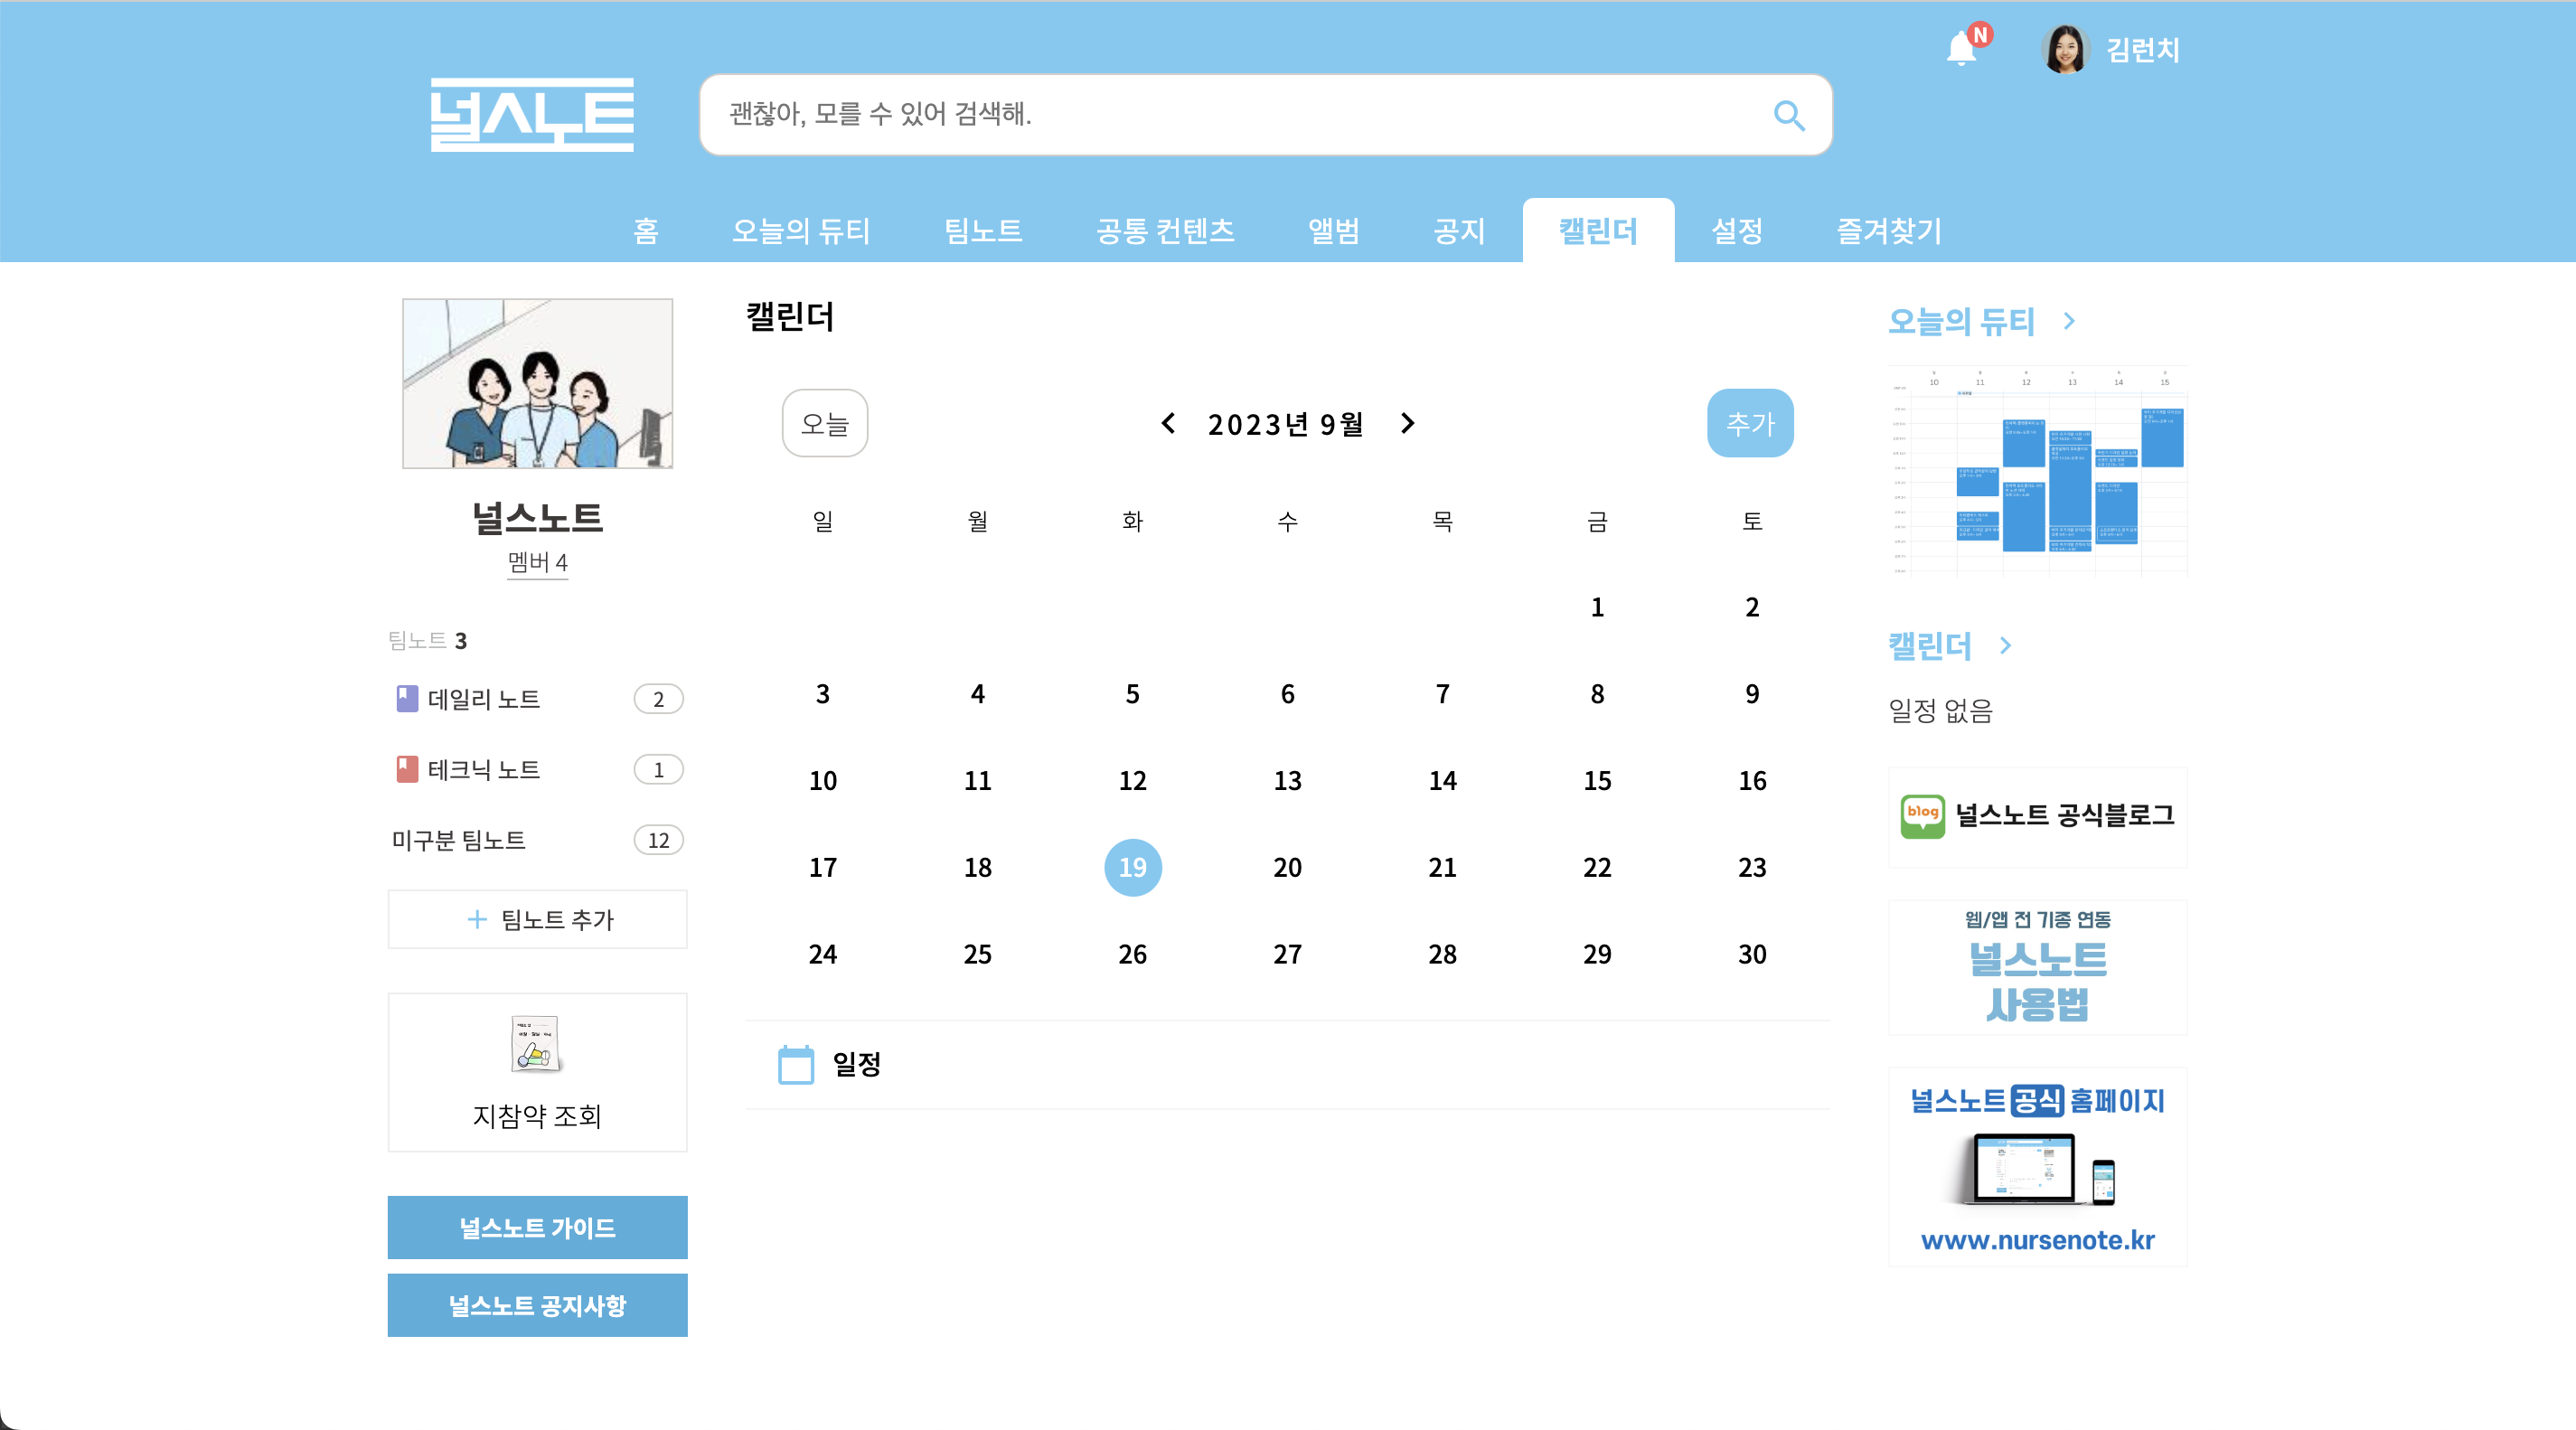 N
김런치
널스노트
괜찮아, 모를 수 있어 검색해.
홈 오늘의 듀티 팀노트 공통 컨텐츠 앨범 공지 캘린더 설정 즐겨찾기
널스노트
멤버 4
팀노트 3
데일리 노트 2
테크닉 노트 1
미구분 팀노트 12
팀노트 추가
지참약 조회
널스노트 가이드
널스노트 공지사항
캘린더
오늘
2023년 9월
추가
일 월 화 수 목 금 토
1 2
3 4 5 6 7 8 9
10 11 12 13 14 15 16
17 18 19 20 21 22 23
24 25 26 27 28 29 30
일정
오늘의 듀티
10 11 12 13 14 15
캘린더
일정 없음
blog 널스노트 공식블로그
웹/앱 전 기종 연동
널스노트
사용법
널스노트 공식 홈페이지
www.nursenote.kr